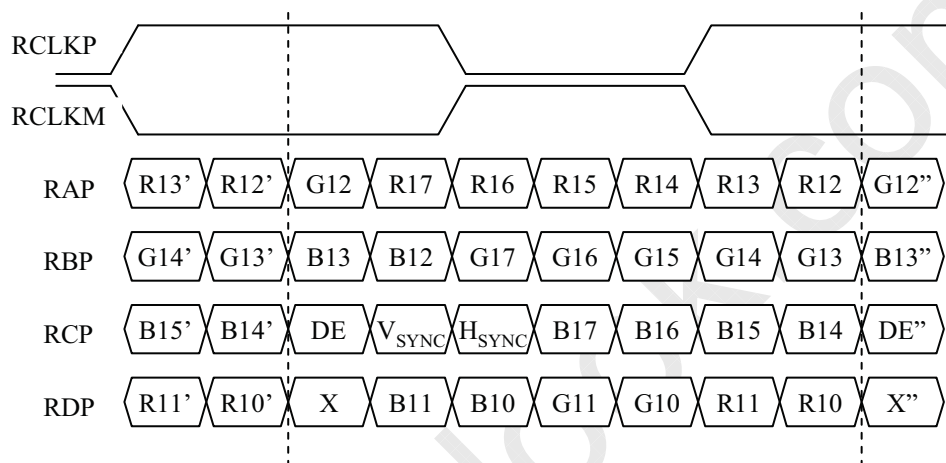 RCLKP
RCLKM
RAP R13’ R12’ G12 R17 R16 R15 R14 R13 R12 G12”
RBP G14’ G13’ B13 B12 G17 G16 G15 G14 G13 B13”
RCP B15’ B14’ DE VSYNC HSYNC B17 B16 B15 B14 DE”
RDP R11’ R10’ X B11 B10 G11 G10 R11 R10 X”